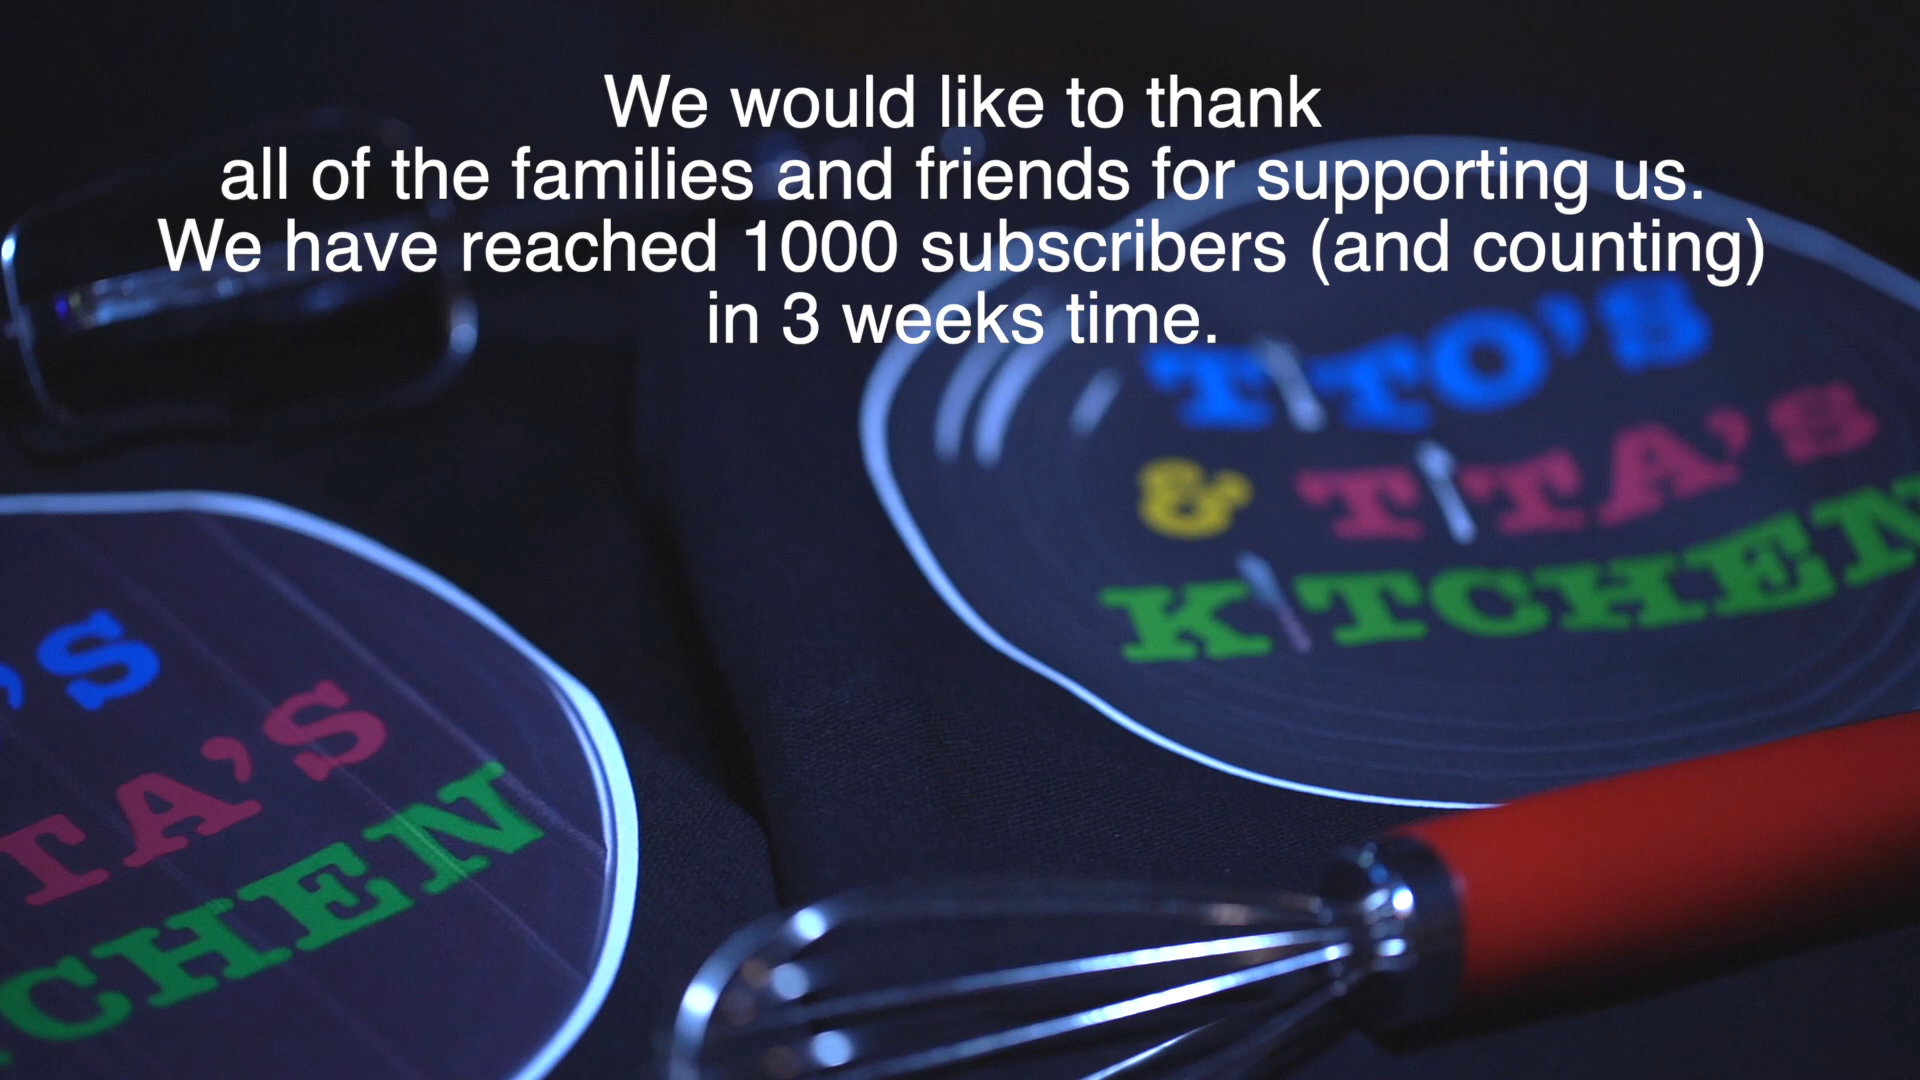 We would like to thank
all of the families and friends for supporting us.
We have reached 1000 subscribers (and counting)
in 3 weeks time.
TITO'S
& TITA'S
KITCHEN
'S
TA'S
TCHEN